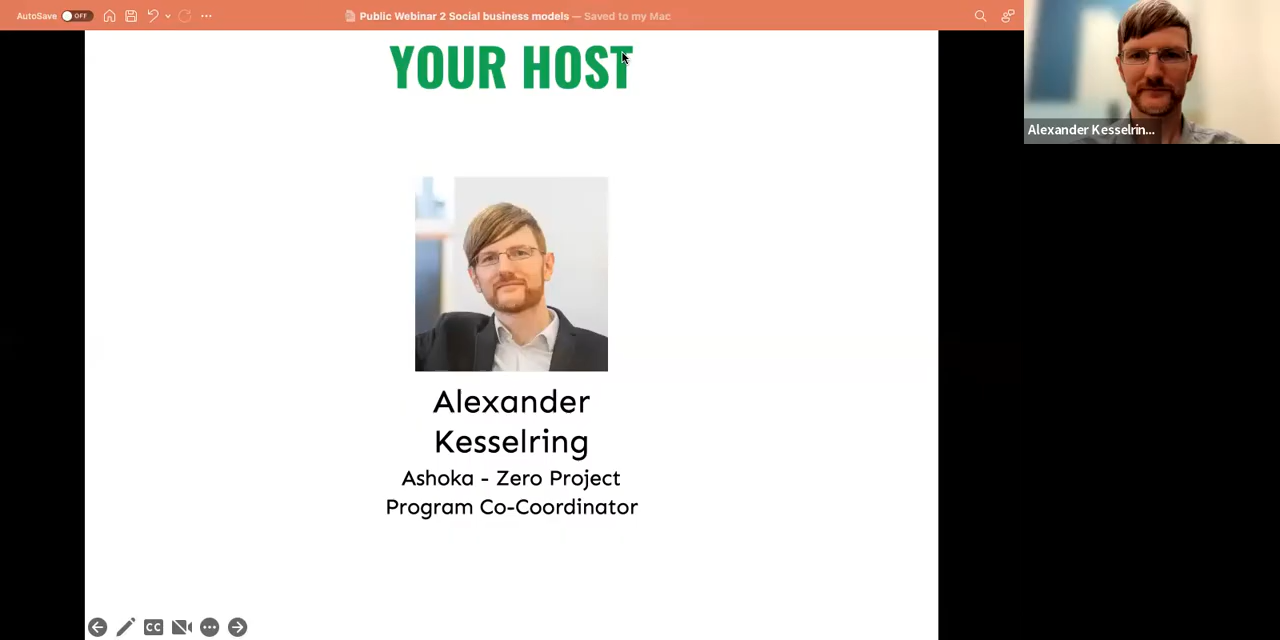 AutoSave OFF
Public Webinar 2 Social business models — Saved to my Mac
YOUR HOST
Alexander Kesselrin...
Alexander
Kesselring
Ashoka - Zero Project
Program Co-Coordinator
CC